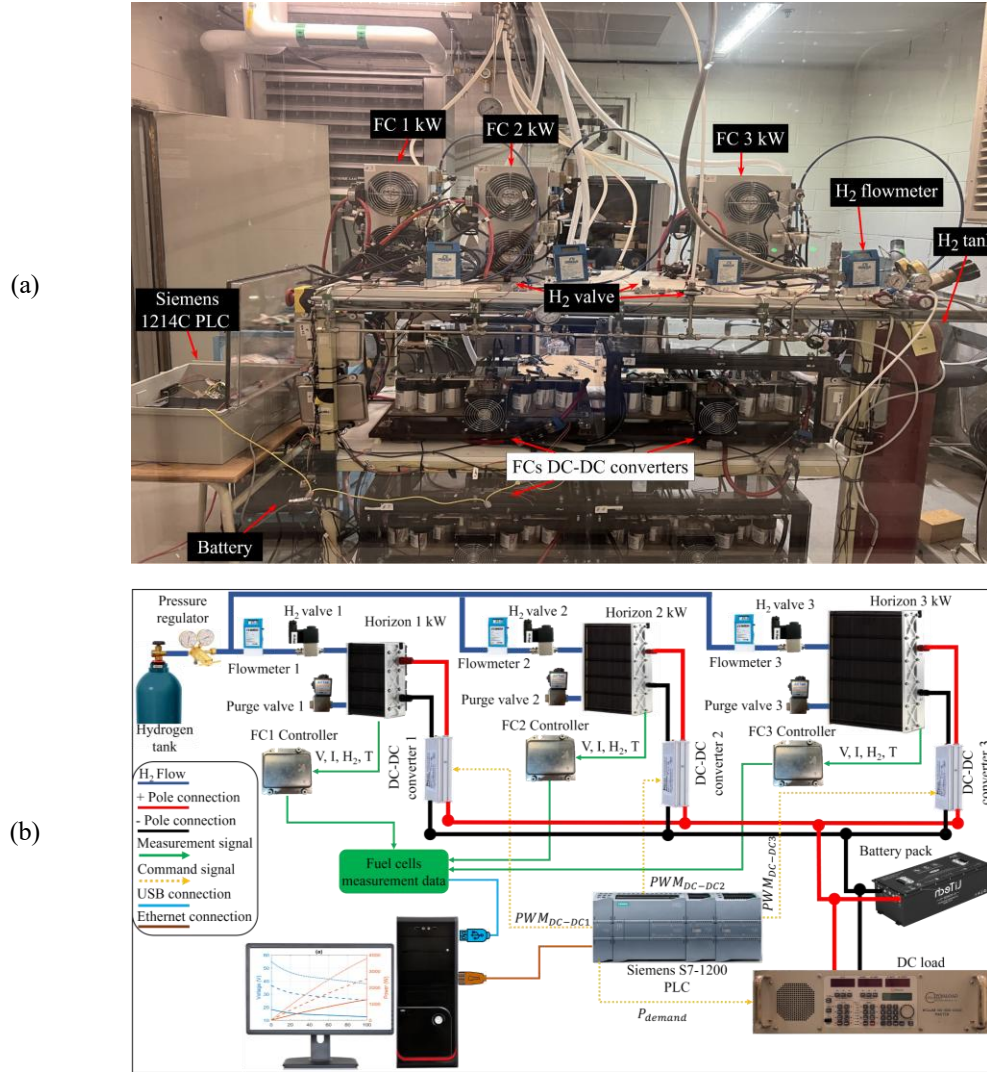 (a)
FC 1 kW
FC 2 kW
FC 3 kW
H2 flowmeter
H2 tank
H2 valve
Siemens
1214C PLC
FCs DC-DC converters
Battery
(b)
Pressure
regulator
H2 valve 1
Horizon 1 kW
H2 valve 2
Horizon 2 kW
H2 valve 3
Horizon 3 kW
Flowmeter 1
Flowmeter 2
Flowmeter 3
Purge valve 1
Purge valve 2
Purge valve 3
Hydrogen
tank
FC1 Controller
FC2 Controller
FC3 Controller
V, I, H2, T
V, I, H2, T
V, I, H2, T
DC-DC
converter 1
DC-DC
converter 2
DC-DC
converter 3
H2 Flow
+ Pole connection
- Pole connection
Measurement signal
Command signal
USB connection
Ethernet connection
Fuel cells
measurement data
Battery pack
PWMDC-DC1
PWMDC-DC2
PWMDC-DC3
Siemens S7-1200
PLC
DC load
Pdemand